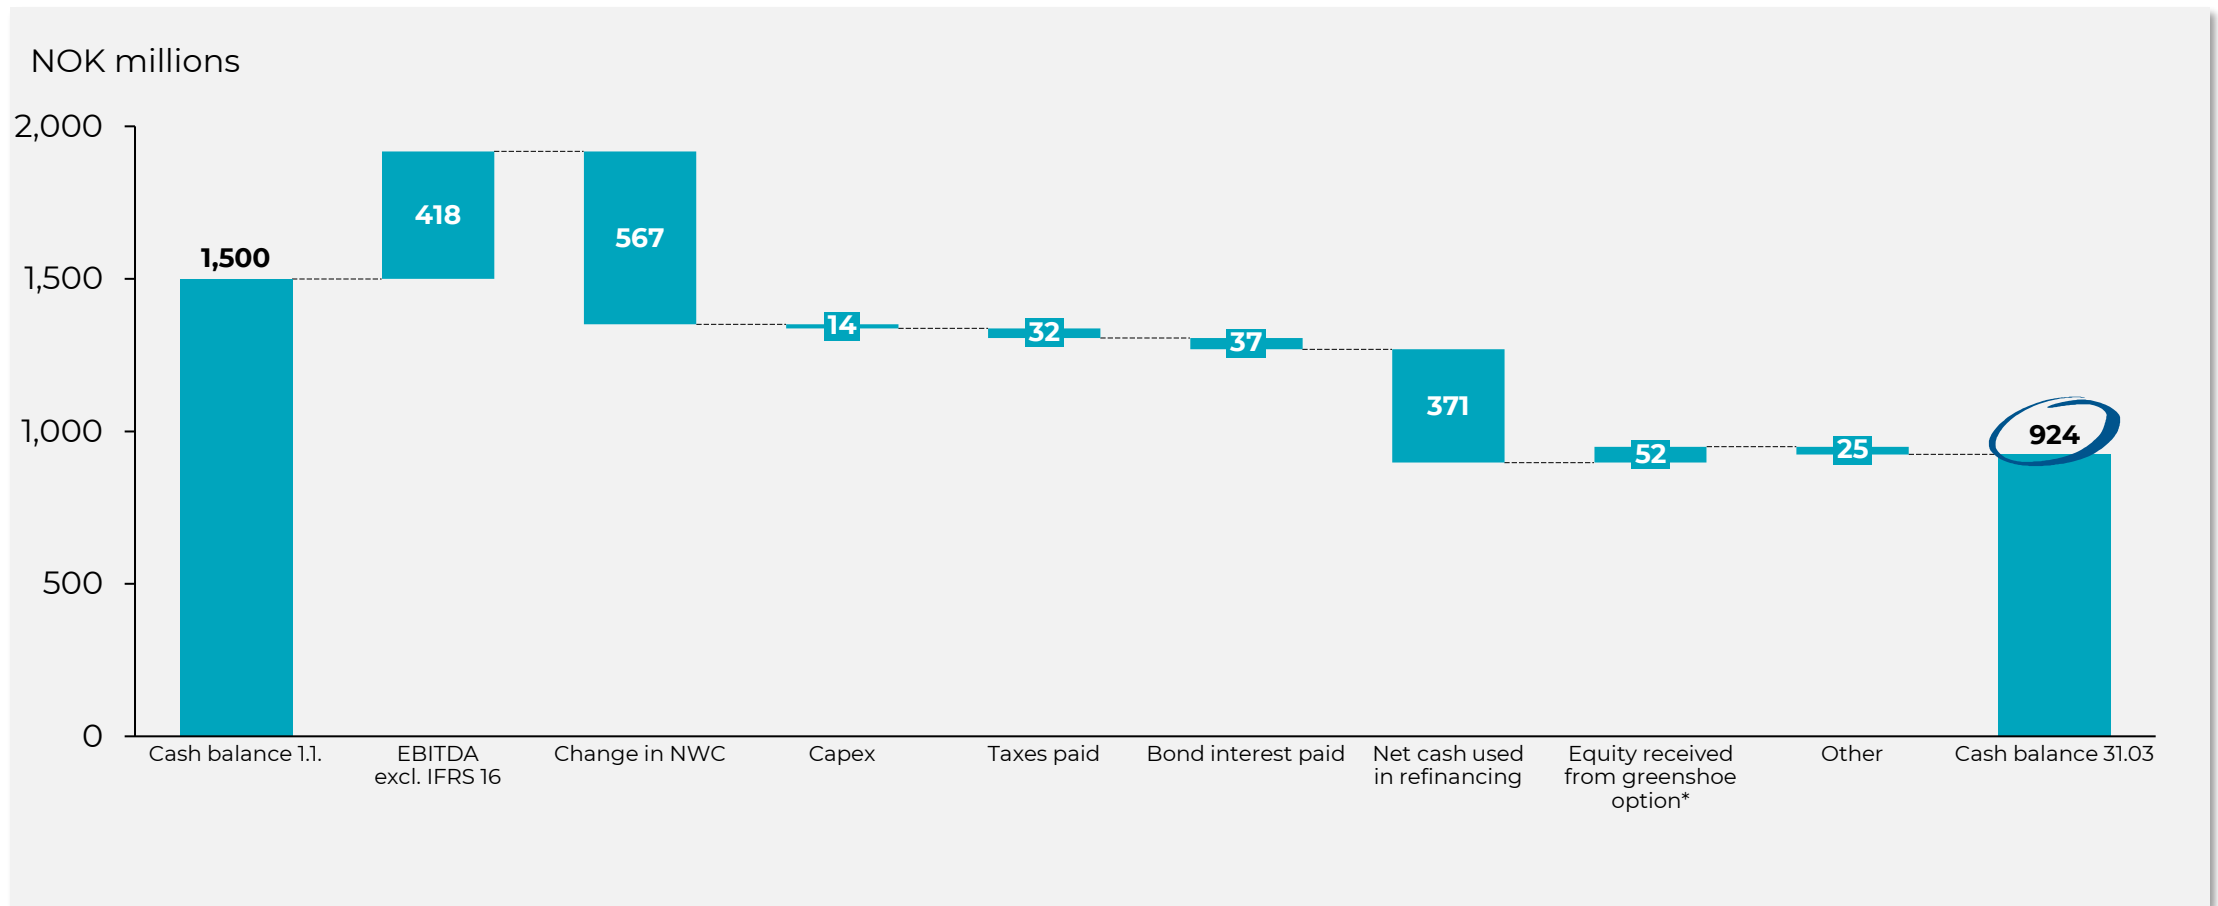 NOK millions
2,000
1,500
1,000
500
0
1,500
418
567
14
32
37
371
52
25
924
Cash balance 1.1.
EBITDA
excl. IFRS 16
Change in NWC
Capex
Taxes paid
Bond interest paid
Net cash used
in refinancing
Equity received
from greenshoe
option*
Other
Cash balance 31.03